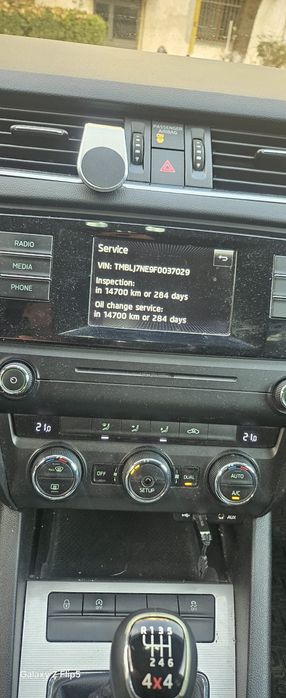 PASSENGER
AIRBAG
ON
RADIO
MEDIA
PHONE
Service
VIN: TMBLJ7NE9F0037029
Inspection:
in 14700 km or 284 days
Oil change service:
in 14700 km or 284 days
21.0
21.0
OFF
SETUP
DUAL
AUTO
A/C
AUX
R 1 3 5
2 4 6
4x4
Galaxy Z Flip5